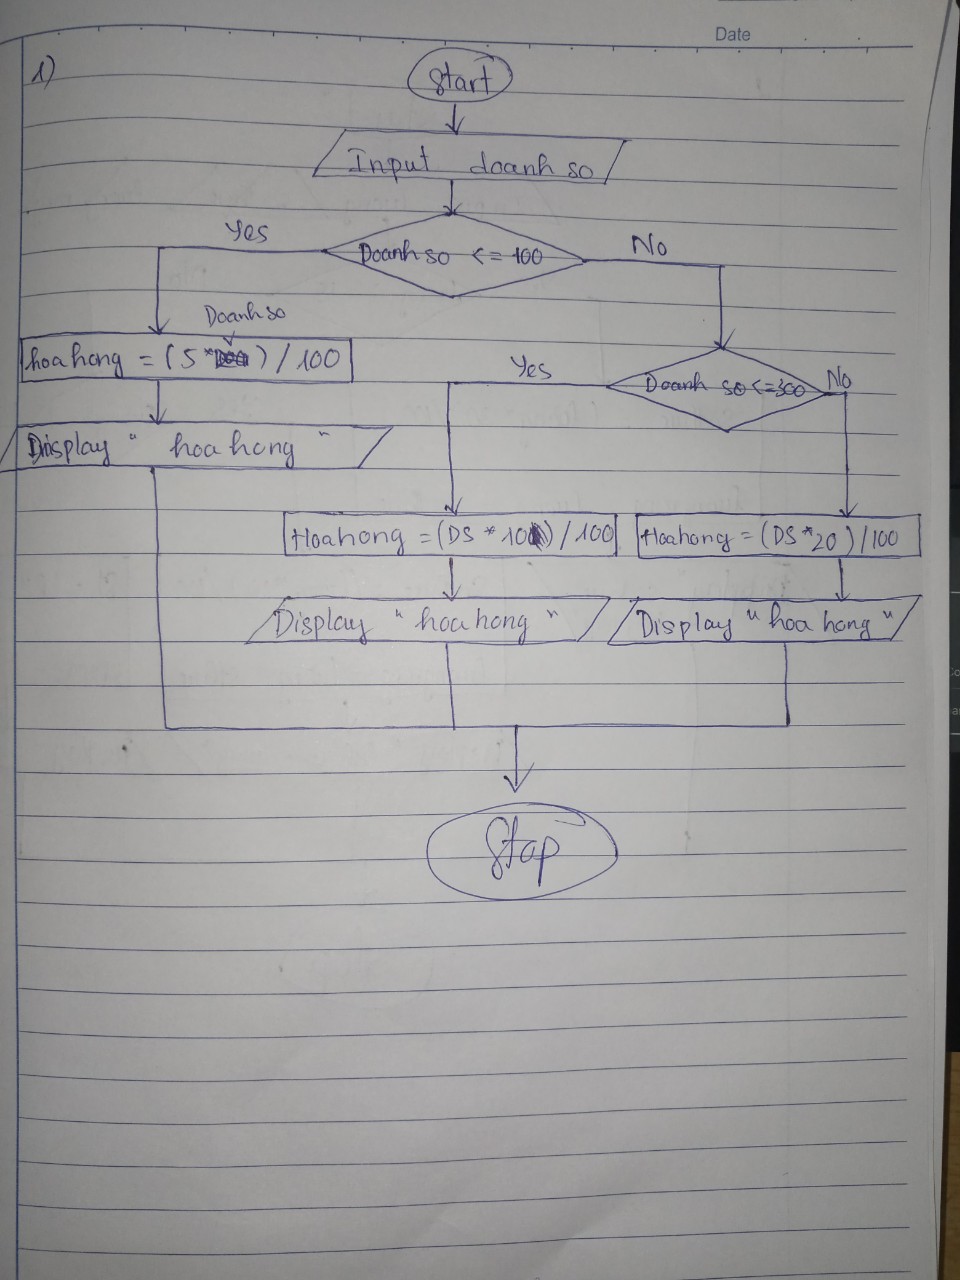 Date
1)
Start
Input doanh so
Yes
Doanh so <= 100
No
Doanh so
hoa hong = (5 * ) / 100
Yes
Doanh so <= 300
No
Display " hoa hong "
Hoahong = (DS * 10 ) / 100
Hoahong = (DS * 20 ) / 100
Display " hoa hong "
Display " hoa hong "
Stop